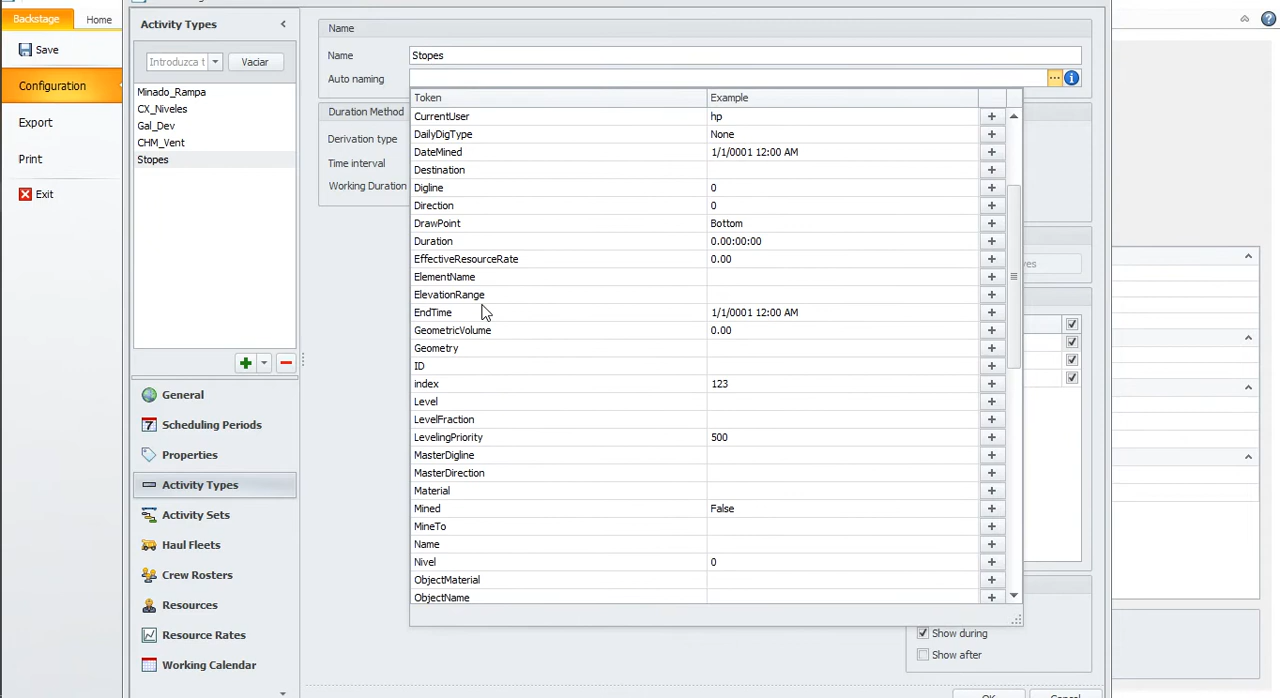 Backstage
Home
Save
Configuration
Export
Print
Exit
Activity Types
Introduzca t
Vaciar
Minado_Rampa
CX_Niveles
Gal_Dev
CHM_Vent
Stopes
General
Scheduling Periods
Properties
Activity Types
Activity Sets
Haul Fleets
Crew Rosters
Resources
Resource Rates
Working Calendar
Name
Name Stopes
Auto naming
Duration Method
Derivation type
Time interval
Working Duration
Token Example
CurrentUser hp
DailyDigType None
DateMined 1/1/0001 12:00 AM
Destination
Digline 0
Direction 0
DrawPoint Bottom
Duration 0.00:00:00
EffectiveResourceRate 0.00
ElementName
ElevationRange
EndTime 1/1/0001 12:00 AM
GeometricVolume 0.00
Geometry
ID
index 123
Level
LevelFraction
LevelingPriority 500
MasterDigline
MasterDirection
Material
Mined False
MineTo
Name
Nivel 0
ObjectMaterial
ObjectName
Show during
Show after
OK Cancel